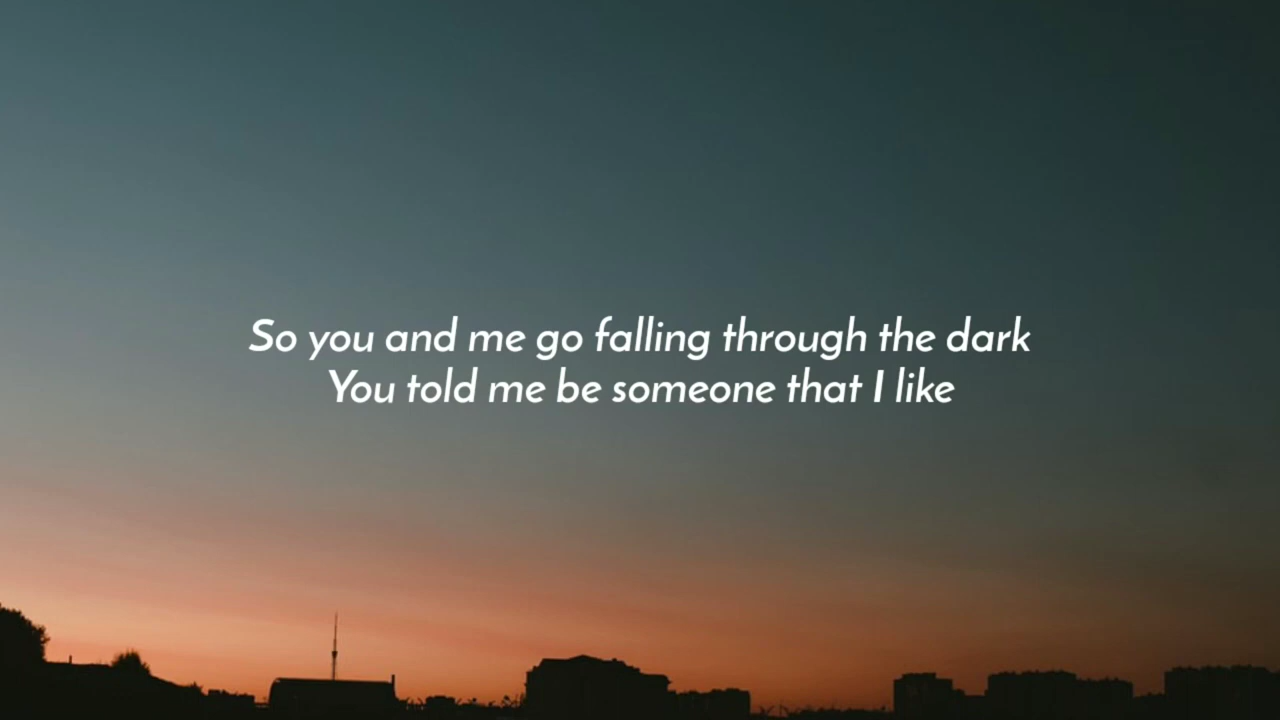 So you and me go falling through the dark
You told me be someone that I like